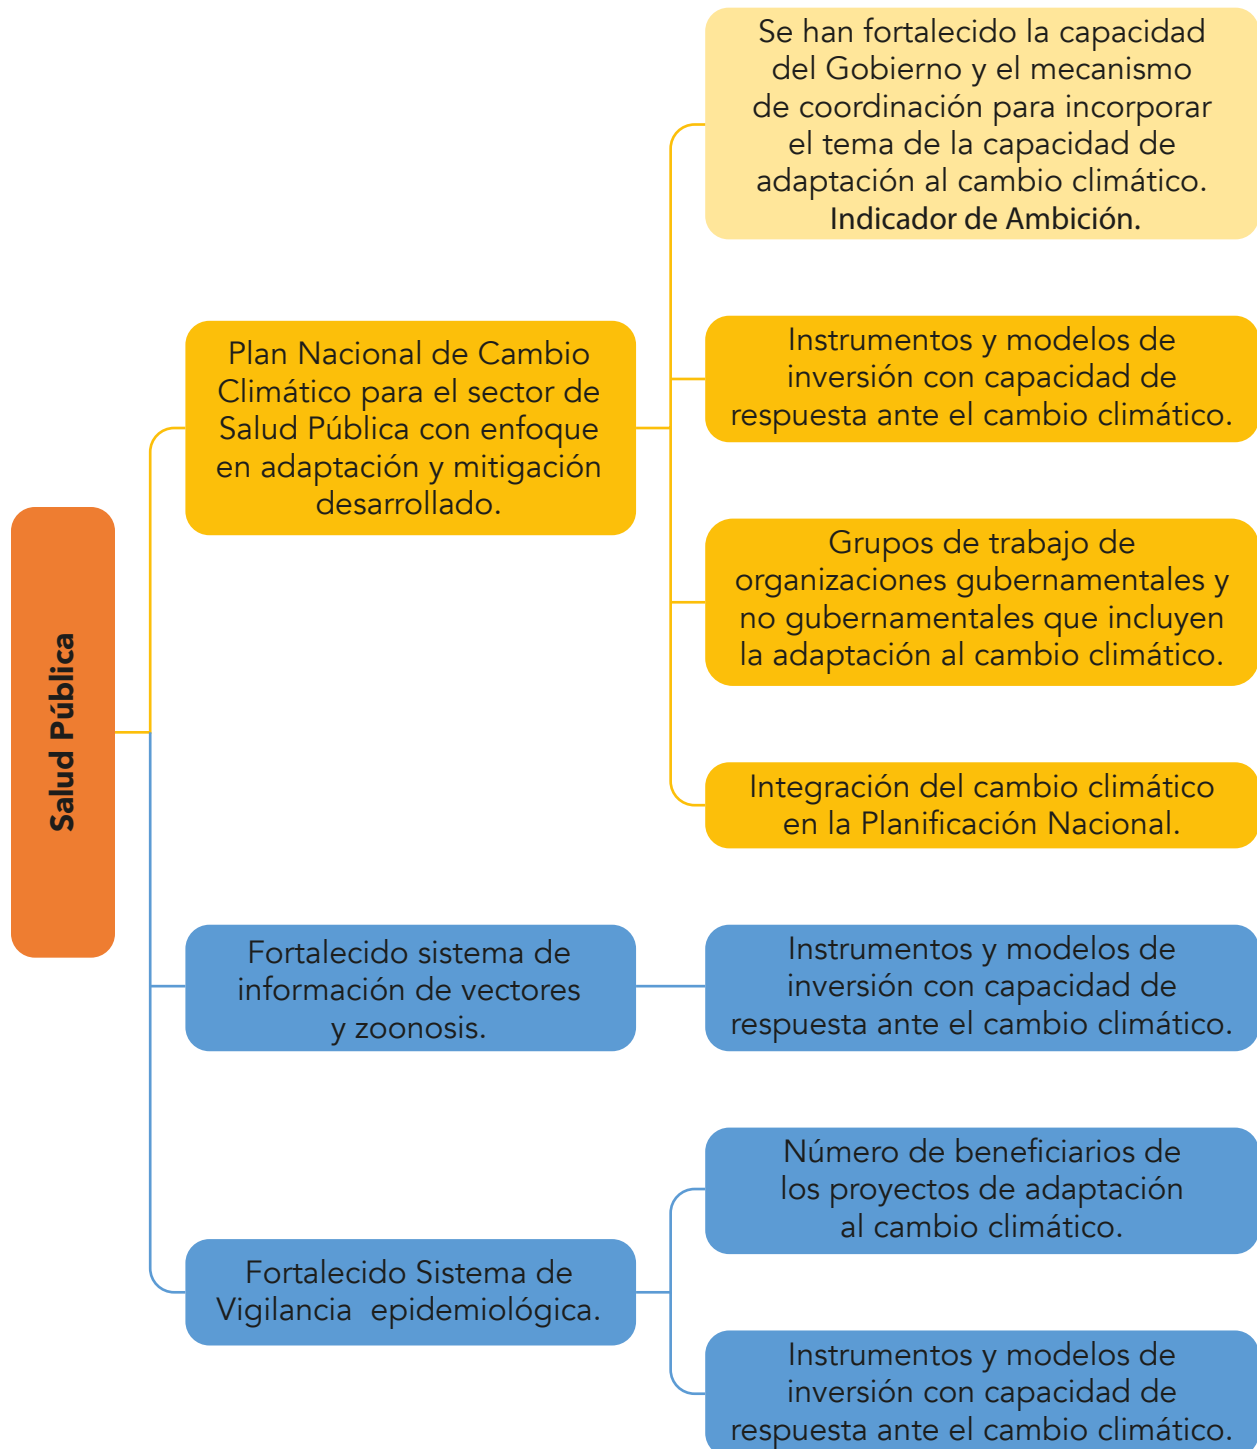 Salud Pública
Plan Nacional de Cambio
Climático para el sector de
Salud Pública con enfoque
en adaptación y mitigación
desarrollado.
Se han fortalecido la capacidad
del Gobierno y el mecanismo
de coordinación para incorporar
el tema de la capacidad de
adaptación al cambio climático.
Indicador de Ambición.
Instrumentos y modelos de
inversión con capacidad de
respuesta ante el cambio climático.
Grupos de trabajo de
organizaciones gubernamentales y
no gubernamentales que incluyen
la adaptación al cambio climático.
Integración del cambio climático
en la Planificación Nacional.
Fortalecido sistema de
información de vectores
y zoonosis.
Instrumentos y modelos de
inversión con capacidad de
respuesta ante el cambio climático.
Fortalecido Sistema de
Vigilancia  epidemiológica.
Número de beneficiarios de
los proyectos de adaptación
al cambio climático.
Instrumentos y modelos de
inversión con capacidad de
respuesta ante el cambio climático.